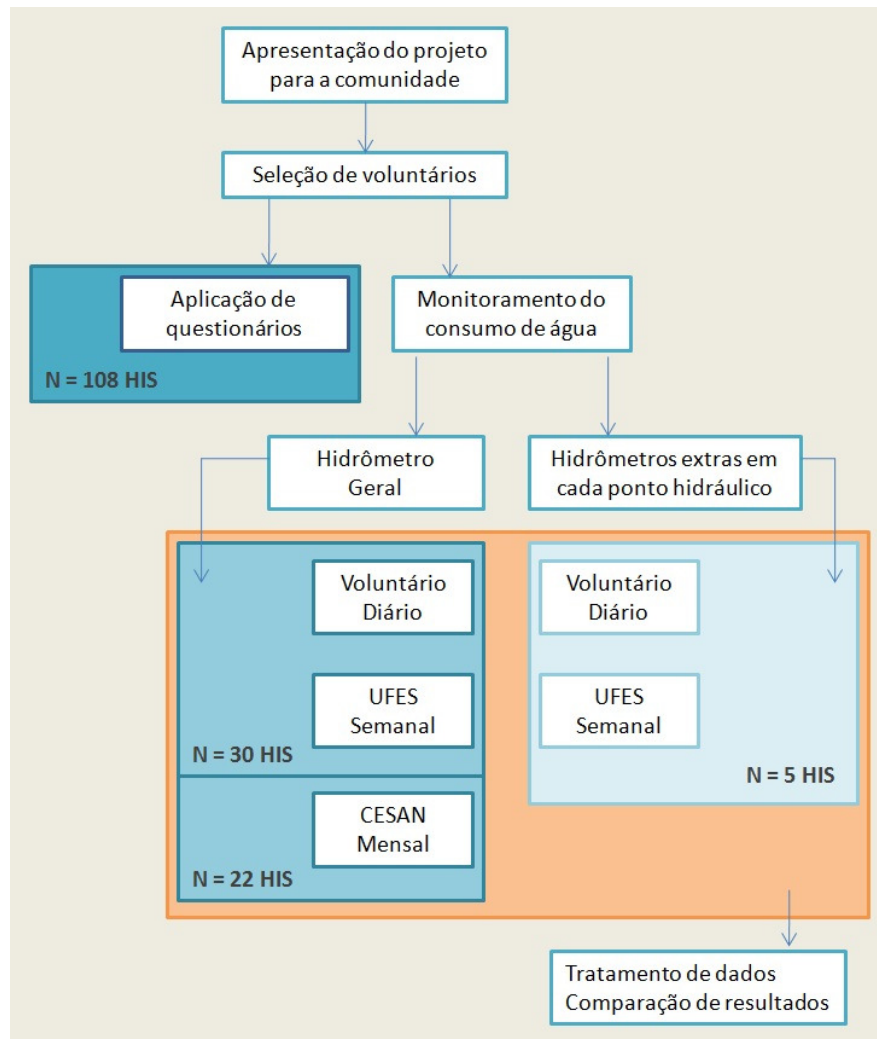 Apresentação do projeto
para a comunidade
Seleção de voluntários
Aplicação de
questionários
N = 108 HIS
Monitoramento do
consumo de água
Hidrômetro
Geral
Hidrômetros extras em
cada ponto hidráulico
Voluntário
Diário
UFES
Semanal
N = 30 HIS
CESAN
Mensal
N = 22 HIS
Voluntário
Diário
UFES
Semanal
N = 5 HIS
Tratamento de dados
Comparação de resultados